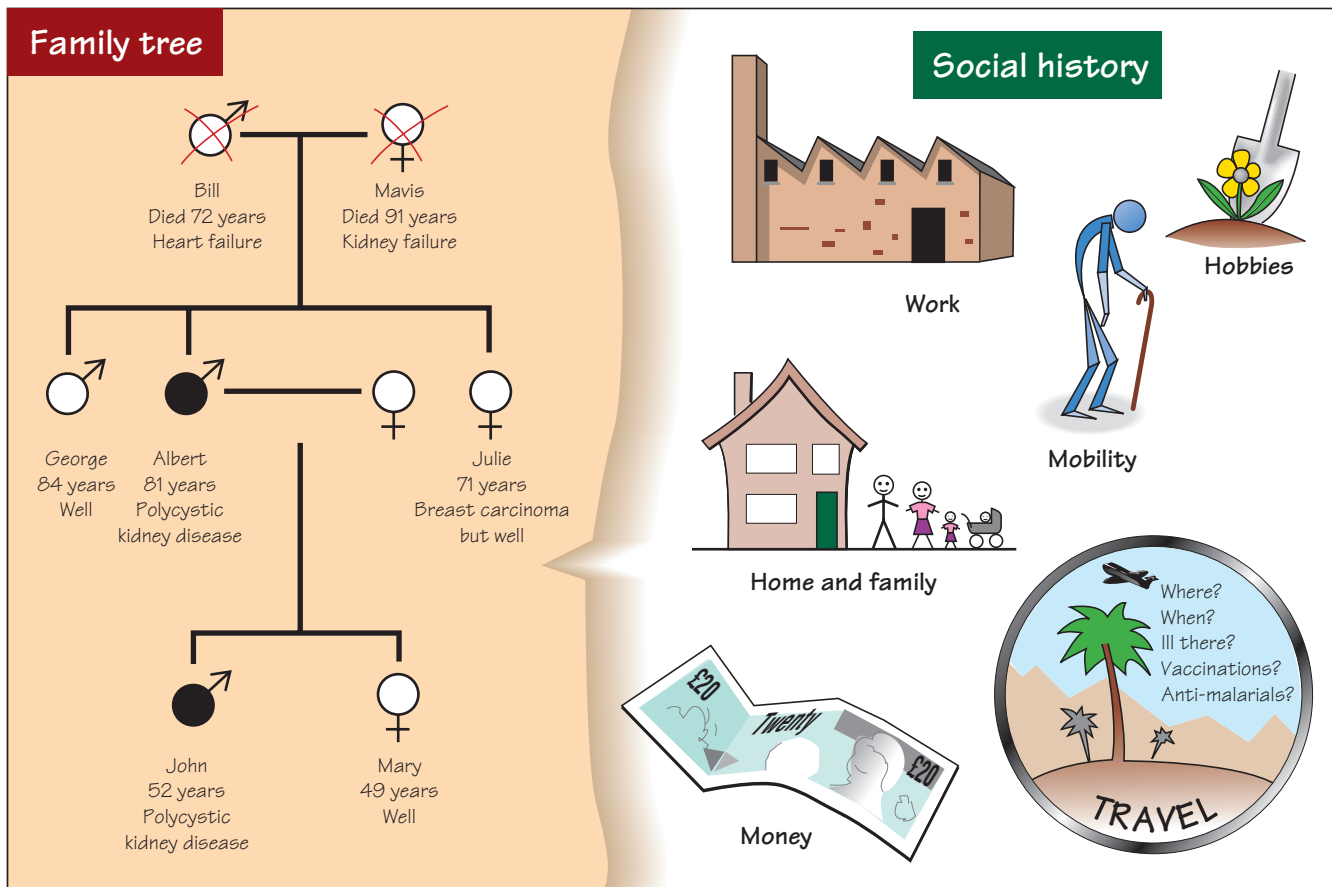 Family tree
Bill
Died 72 years
Heart failure
Mavis
Died 91 years
Kidney failure
George
84 years
Well
Albert
81 years
Polycystic
kidney disease
Julie
71 years
Breast carcinoma
but well
John
52 years
Polycystic
kidney disease
Mary
49 years
Well
Social history
Work
Hobbies
Mobility
Home and family
£20
Twenty
£20
Money
Where?
When?
Ill there?
Vaccinations?
Anti-malarials?
TRAVEL